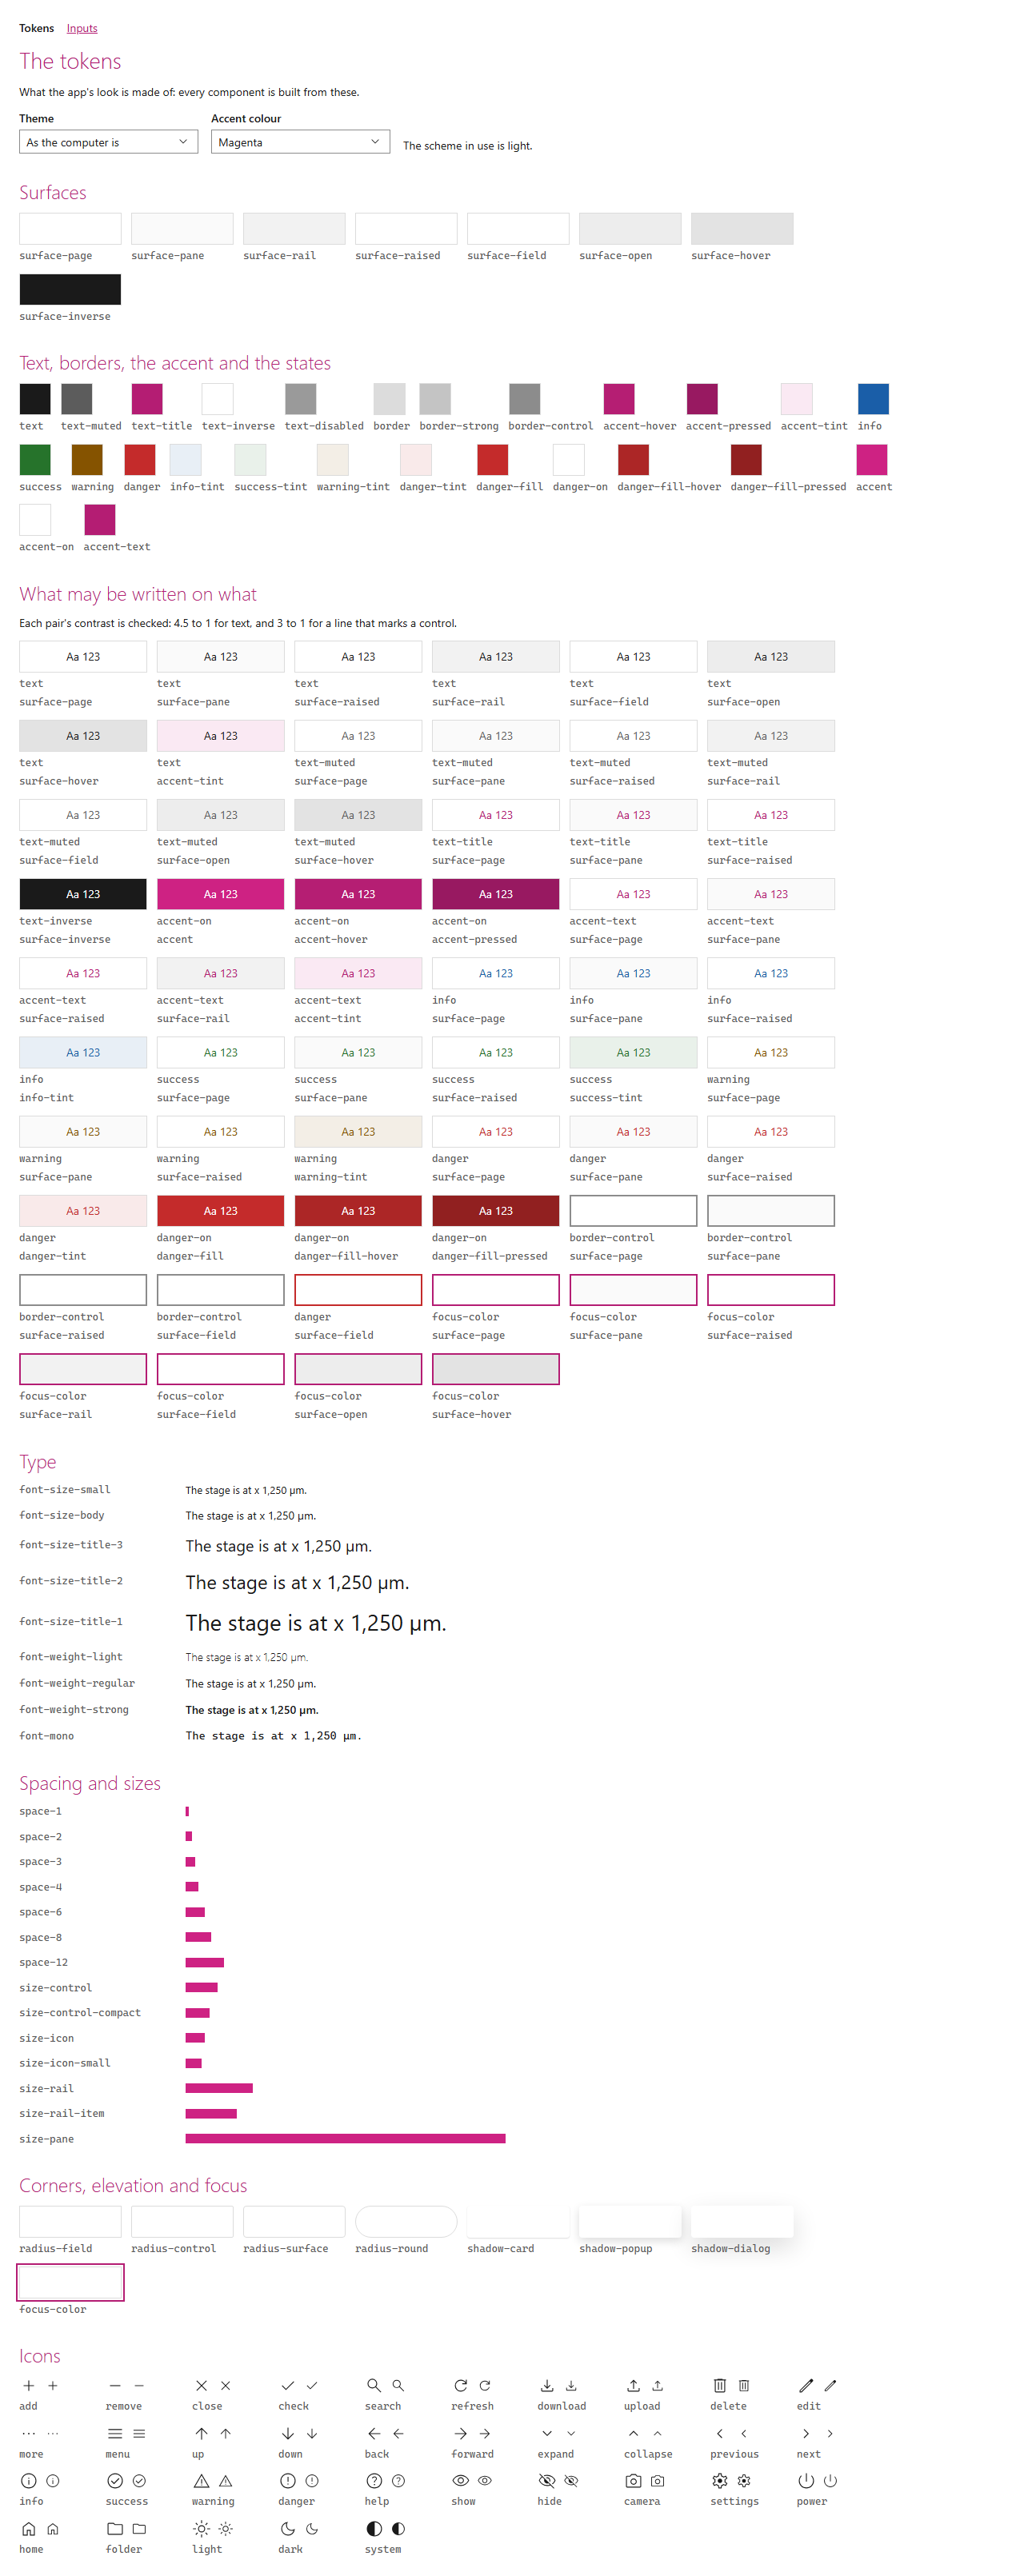 Tokens Inputs
The tokens
What the app's look is made of: every component is built from these.
Theme Accent colour
As the computer is Magenta The scheme in use is light.
Surfaces
surface-page surface-pane surface-rail surface-raised surface-field surface-open surface-hover
surface-inverse
Text, borders, the accent and the states
text text-muted text-title text-inverse text-disabled border border-strong border-control accent-hover accent-pressed accent-tint info
success warning danger info-tint success-tint warning-tint danger-tint danger-fill danger-on danger-fill-hover danger-fill-pressed accent
accent-on accent-text
What may be written on what
Each pair's contrast is checked: 4.5 to 1 for text, and 3 to 1 for a line that marks a control.
Aa 123 Aa 123 Aa 123 Aa 123 Aa 123 Aa 123
text text text text text text
surface-page surface-pane surface-raised surface-rail surface-field surface-open
Aa 123 Aa 123 Aa 123 Aa 123 Aa 123 Aa 123
text text text-muted text-muted text-muted text-muted
surface-hover accent-tint surface-page surface-pane surface-raised surface-rail
Aa 123 Aa 123 Aa 123 Aa 123 Aa 123 Aa 123
text-muted text-muted text-muted text-title text-title text-title
surface-field surface-open surface-hover surface-page surface-pane surface-raised
Aa 123 Aa 123 Aa 123 Aa 123 Aa 123 Aa 123
text-inverse accent-on accent-on accent-on accent-text accent-text
surface-inverse accent accent-hover accent-pressed surface-page surface-pane
Aa 123 Aa 123 Aa 123 Aa 123 Aa 123 Aa 123
accent-text accent-text accent-text info info info
surface-raised surface-rail accent-tint surface-page surface-pane surface-raised
Aa 123 Aa 123 Aa 123 Aa 123 Aa 123 Aa 123
info success success success success warning
info-tint surface-page surface-pane surface-raised success-tint surface-page
Aa 123 Aa 123 Aa 123 Aa 123 Aa 123 Aa 123
warning warning warning danger danger danger
surface-pane surface-raised warning-tint surface-page surface-pane surface-raised
Aa 123 Aa 123 Aa 123 Aa 123
danger danger-on danger-on danger-on border-control border-control
danger-tint danger-fill danger-fill-hover danger-fill-pressed surface-page surface-pane
border-control border-control danger focus-color focus-color focus-color
surface-raised surface-field surface-field surface-page surface-pane surface-raised
focus-color focus-color focus-color focus-color
surface-rail surface-field surface-open surface-hover
Type
font-size-small The stage is at x 1,250 µm.
font-size-body The stage is at x 1,250 µm.
font-size-title-3 The stage is at x 1,250 µm.
font-size-title-2 The stage is at x 1,250 µm.
font-size-title-1 The stage is at x 1,250 µm.
font-weight-light The stage is at x 1,250 µm.
font-weight-regular The stage is at x 1,250 µm.
font-weight-strong The stage is at x 1,250 µm.
font-mono The stage is at x 1,250 µm.
Spacing and sizes
space-1
space-2
space-3
space-4
space-6
space-8
space-12
size-control
size-control-compact
size-icon
size-icon-small
size-rail
size-rail-item
size-pane
Corners, elevation and focus
radius-field radius-control radius-surface radius-round shadow-card shadow-popup shadow-dialog
focus-color
Icons
add remove close check search refresh download upload delete edit
more menu up down back forward expand collapse previous next
info success warning danger help show hide camera settings power
home folder light dark system